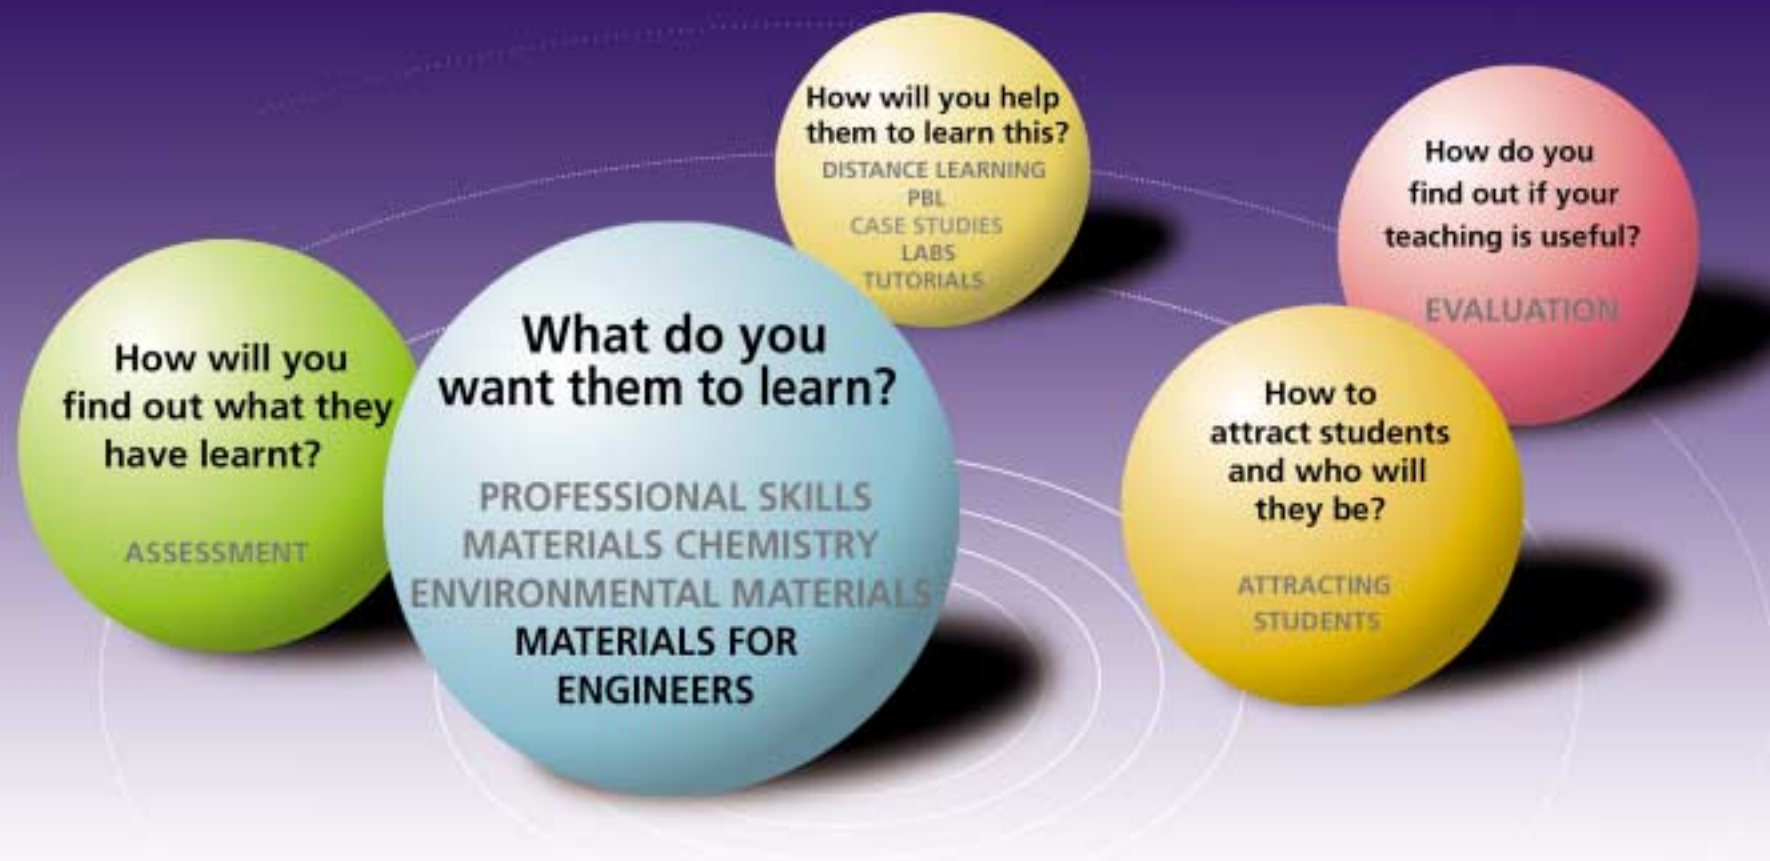 How will you help
them to learn this?
DISTANCE LEARNING
PBL
CASE STUDIES
LABS
TUTORIALS
How do you
find out if your
teaching is useful?
EVALUATION
How will you
find out what they
have learnt?
ASSESSMENT
What do you
want them to learn?
PROFESSIONAL SKILLS
MATERIALS CHEMISTRY
ENVIRONMENTAL MATERIALS
MATERIALS FOR
ENGINEERS
How to
attract students
and who will
they be?
ATTRACTING
STUDENTS